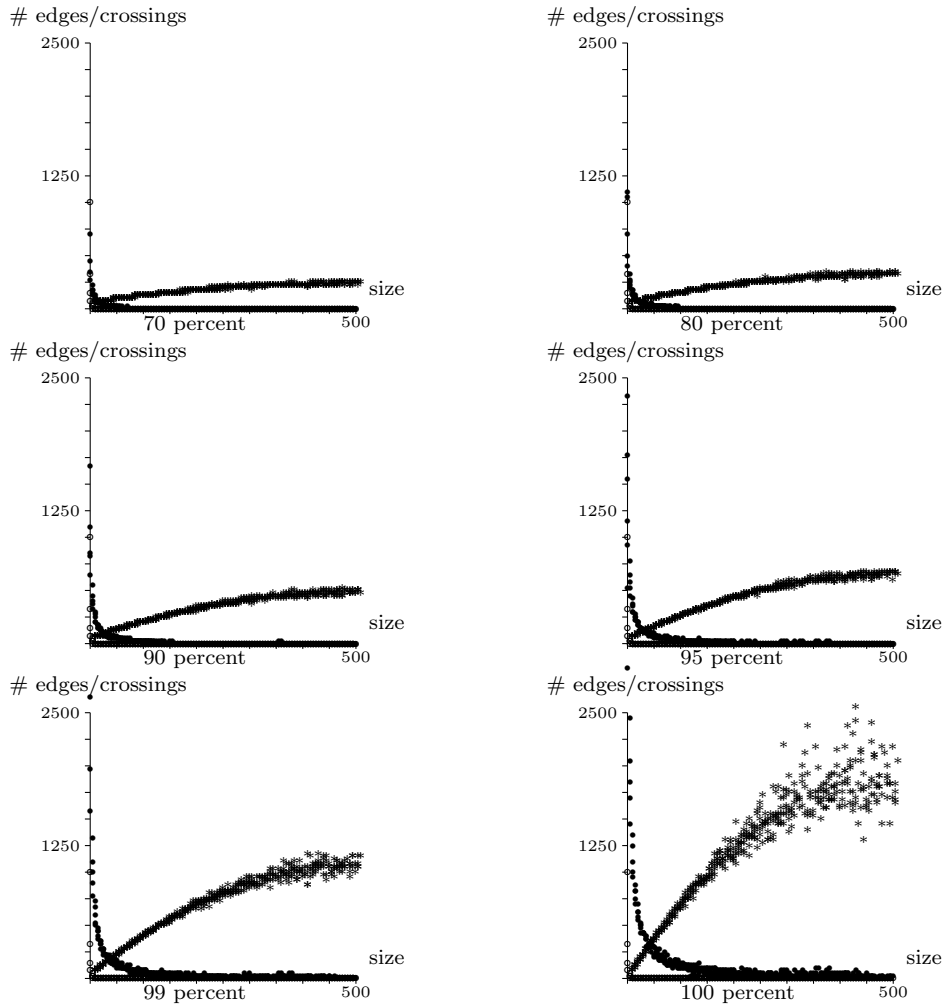 # edges/crossings
2500
1250
size
500
70 percent
# edges/crossings
2500
1250
size
500
80 percent
# edges/crossings
2500
1250
size
500
90 percent
# edges/crossings
2500
1250
size
500
95 percent
# edges/crossings
2500
1250
size
500
99 percent
# edges/crossings
2500
1250
size
500
100 percent